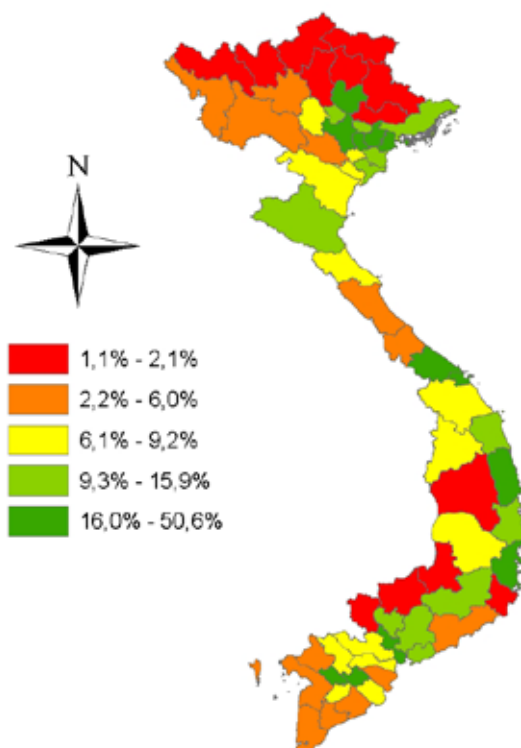 N
1,1% - 2,1%
2,2% - 6,0%
6,1% - 9,2%
9,3% - 15,9%
16,0% - 50,6%